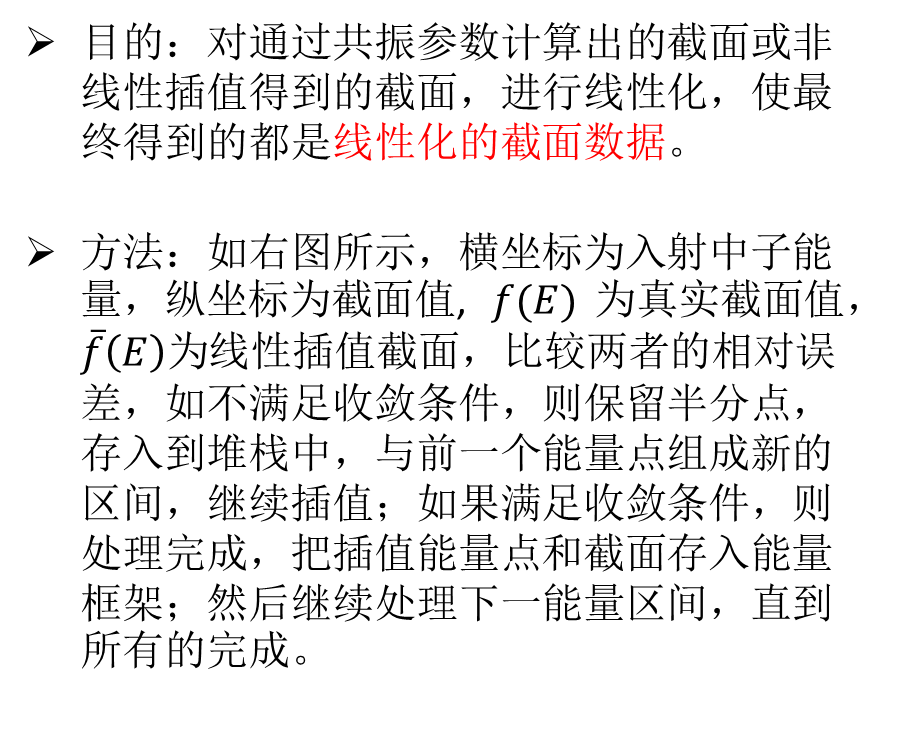 ➢ 目的：对通过共振参数计算出的截面或非
线性插值得到的截面，进行线性化，使最
终得到的都是线性化的截面数据。
➢ 方法：如右图所示，横坐标为入射中子能
量，纵坐标为截面值, f(E) 为真实截面值，
f̄(E)为线性插值截面，比较两者的相对误
差，如不满足收敛条件，则保留半分点，
存入到堆栈中，与前一个能量点组成新的
区间，继续插值；如果满足收敛条件，则
处理完成，把插值能量点和截面存入能量
框架；然后继续处理下一能量区间，直到
所有的完成。